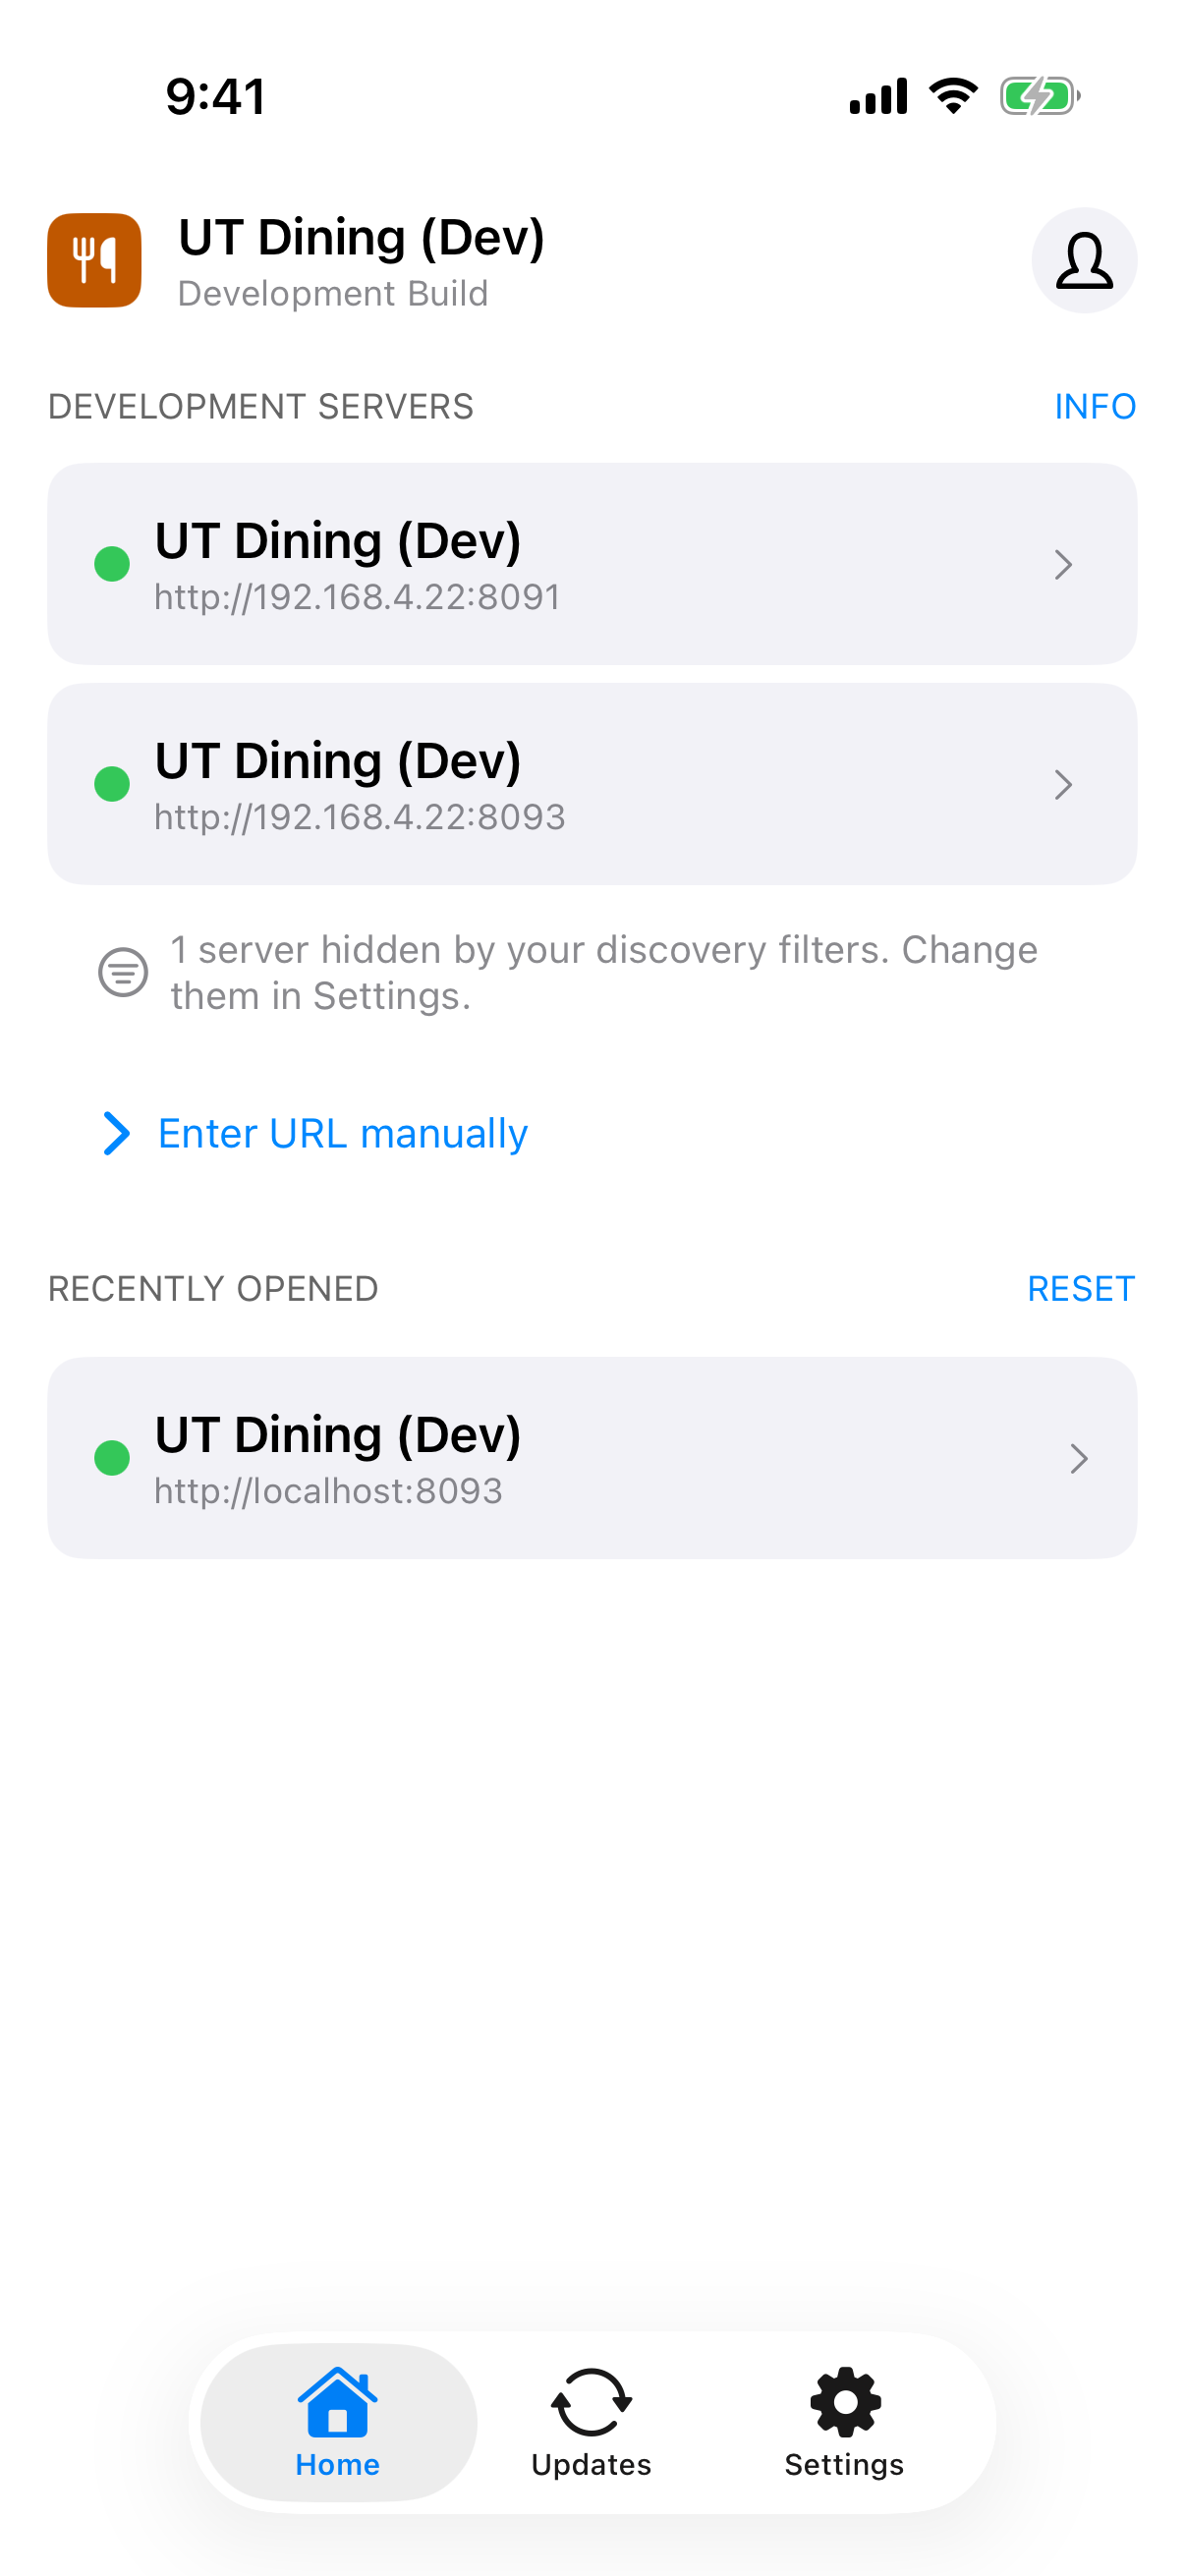 9:41
UT Dining (Dev)
Development Build
DEVELOPMENT SERVERS
INFO
UT Dining (Dev)
http://192.168.4.22:8091
UT Dining (Dev)
http://192.168.4.22:8093
1 server hidden by your discovery filters. Change
them in Settings.
Enter URL manually
RECENTLY OPENED
RESET
UT Dining (Dev)
http://localhost:8093
Home
Updates
Settings